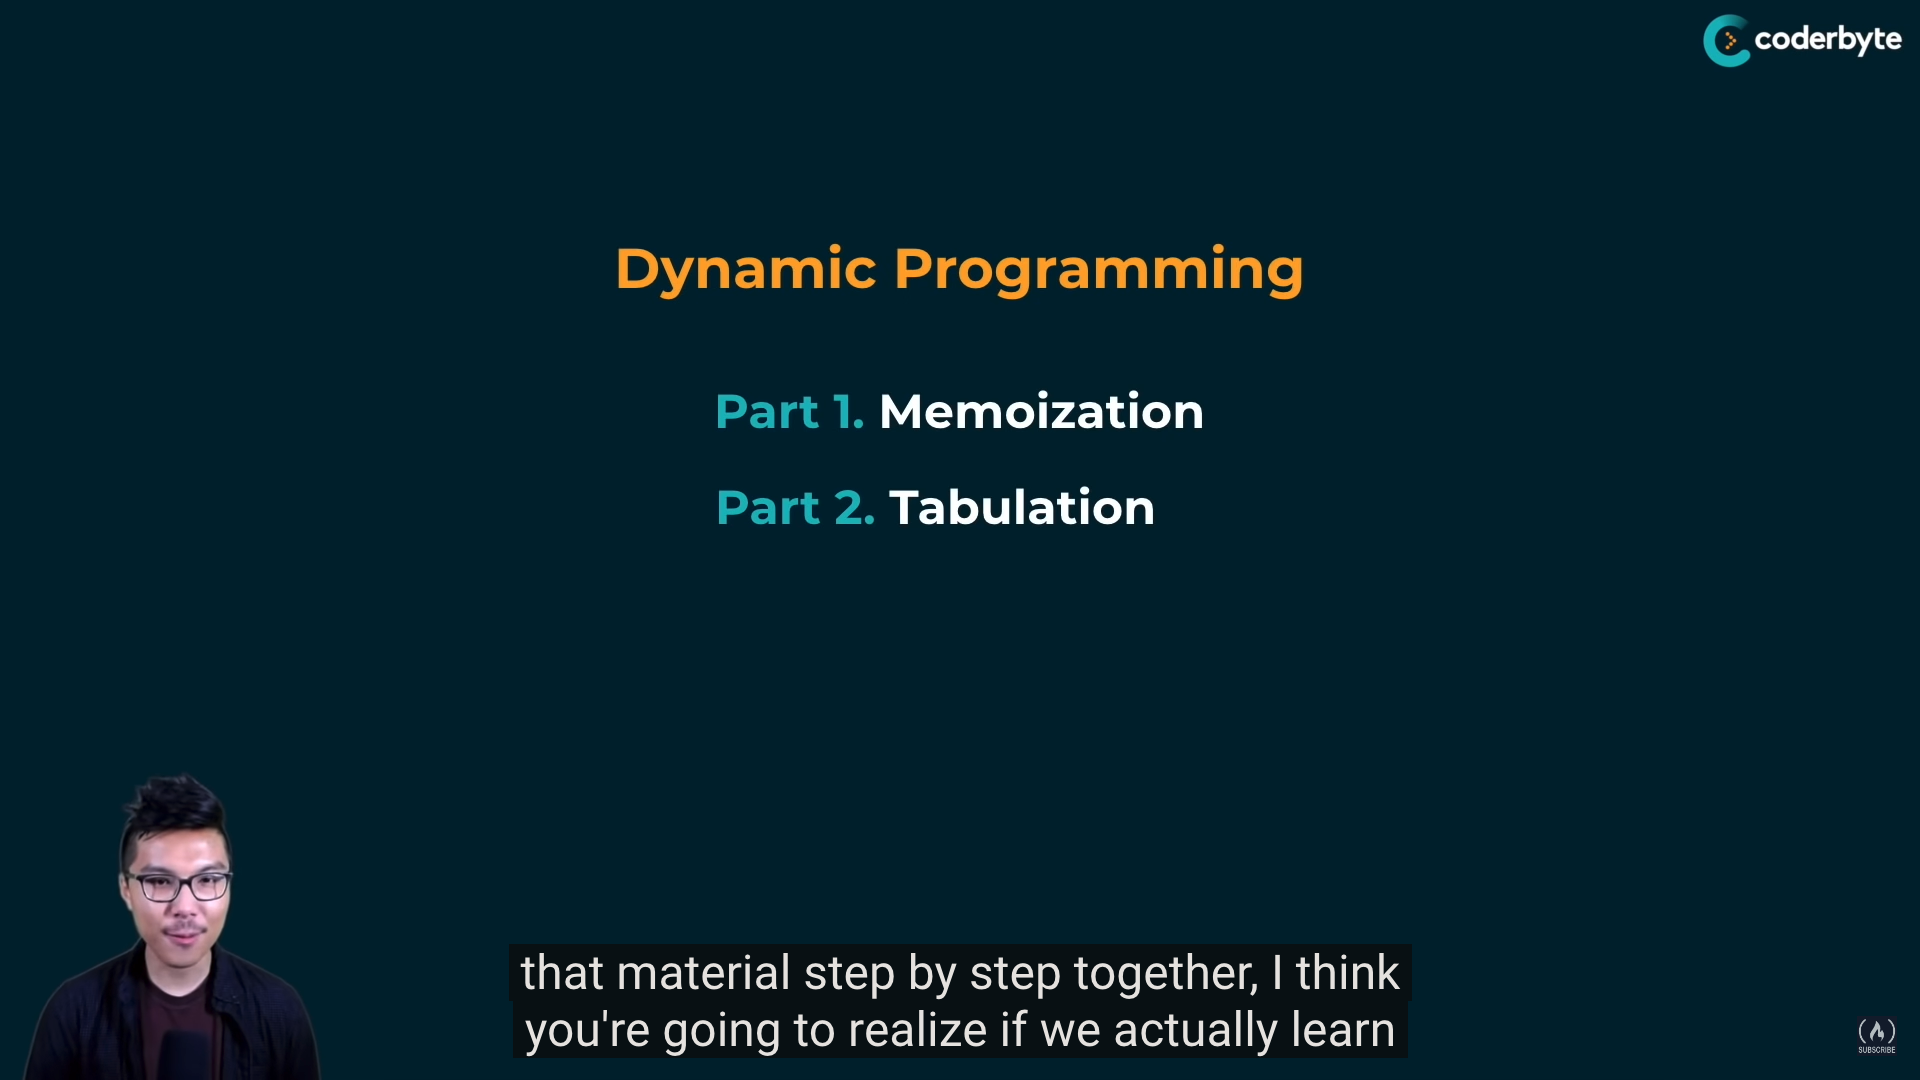 coderbyte
Dynamic Programming
Part 1. Memoization
Part 2. Tabulation
that material step by step together, I think
you're going to realize if we actually learn
SUBSCRIBE